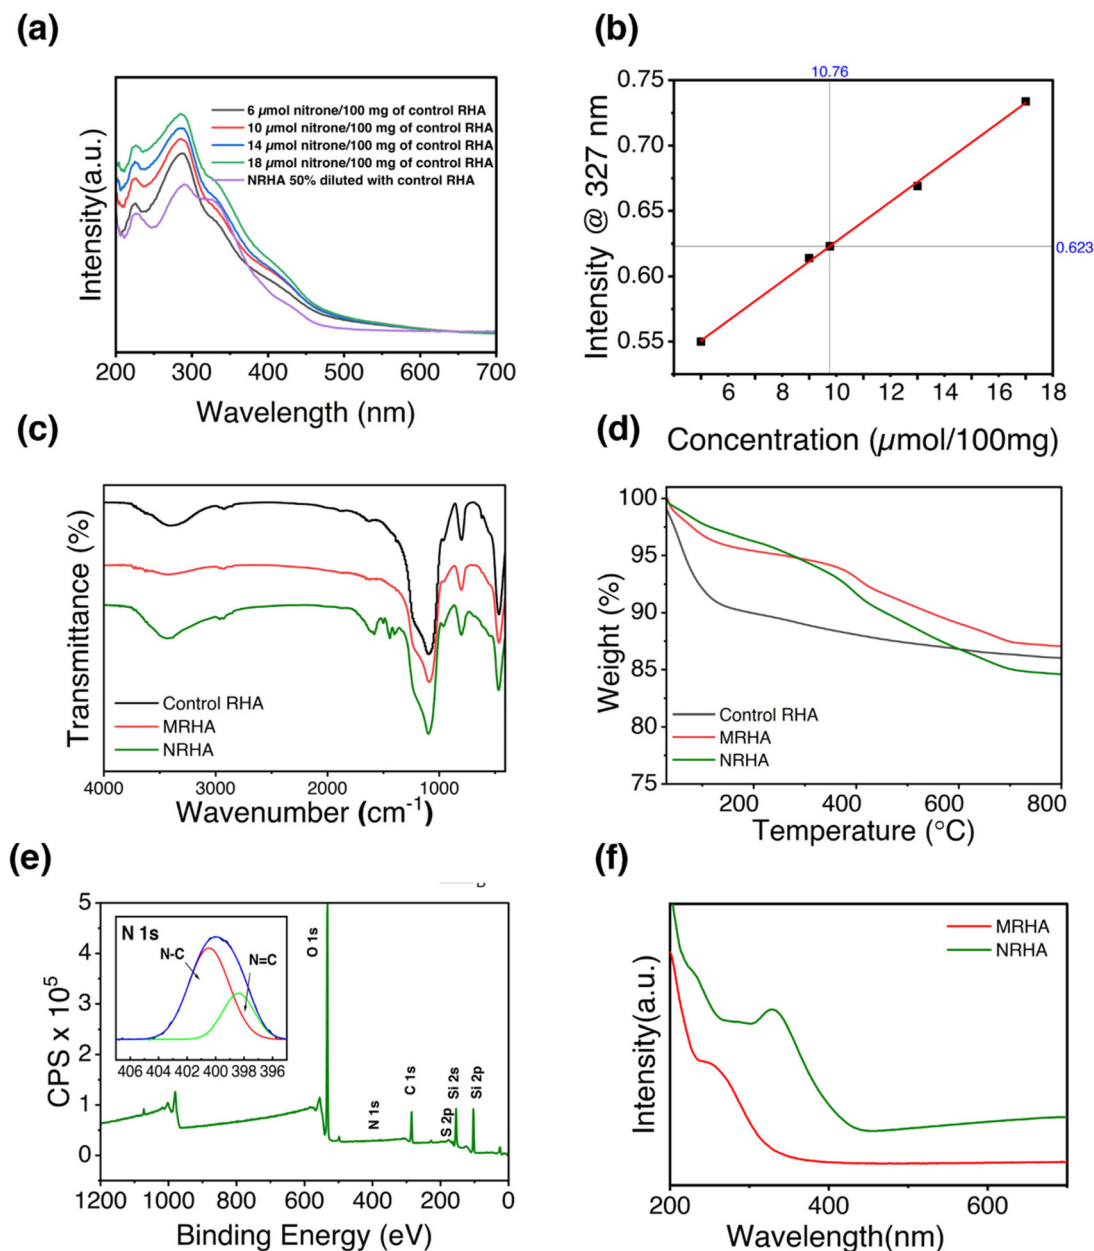 (a)
Intensity(a.u.)
6 µmol nitrone/100 mg of control RHA
10 µmol nitrone/100 mg of control RHA
14 µmol nitrone/100 mg of control RHA
18 µmol nitrone/100 mg of control RHA
NRHA 50% diluted with control RHA
200 300 400 500 600 700
Wavelength (nm)
(b)
10.76
Intensity @ 327 nm
0.75
0.70
0.65
0.60
0.55
0.623
6 8 10 12 14 16 18
Concentration (µmol/100mg)
(c)
Transmittance (%)
Control RHA
MRHA
NRHA
4000 3000 2000 1000
Wavenumber (cm-1)
(d)
Weight (%)
100
95
90
85
80
75
Control RHA
MRHA
NRHA
200 400 600 800
Temperature (°C)
(e)
CPS x 10⁵
5
4
3
2
1
0
N 1s
N-C
N=C
406 404 402 400 398 396
O 1s
N 1s
C 1s
S 2p
Si 2s
Si 2p
1200 1000 800 600 400 200 0
Binding Energy (eV)
(f)
Intensity(a.u.)
MRHA
NRHA
200 400 600
Wavelength(nm)